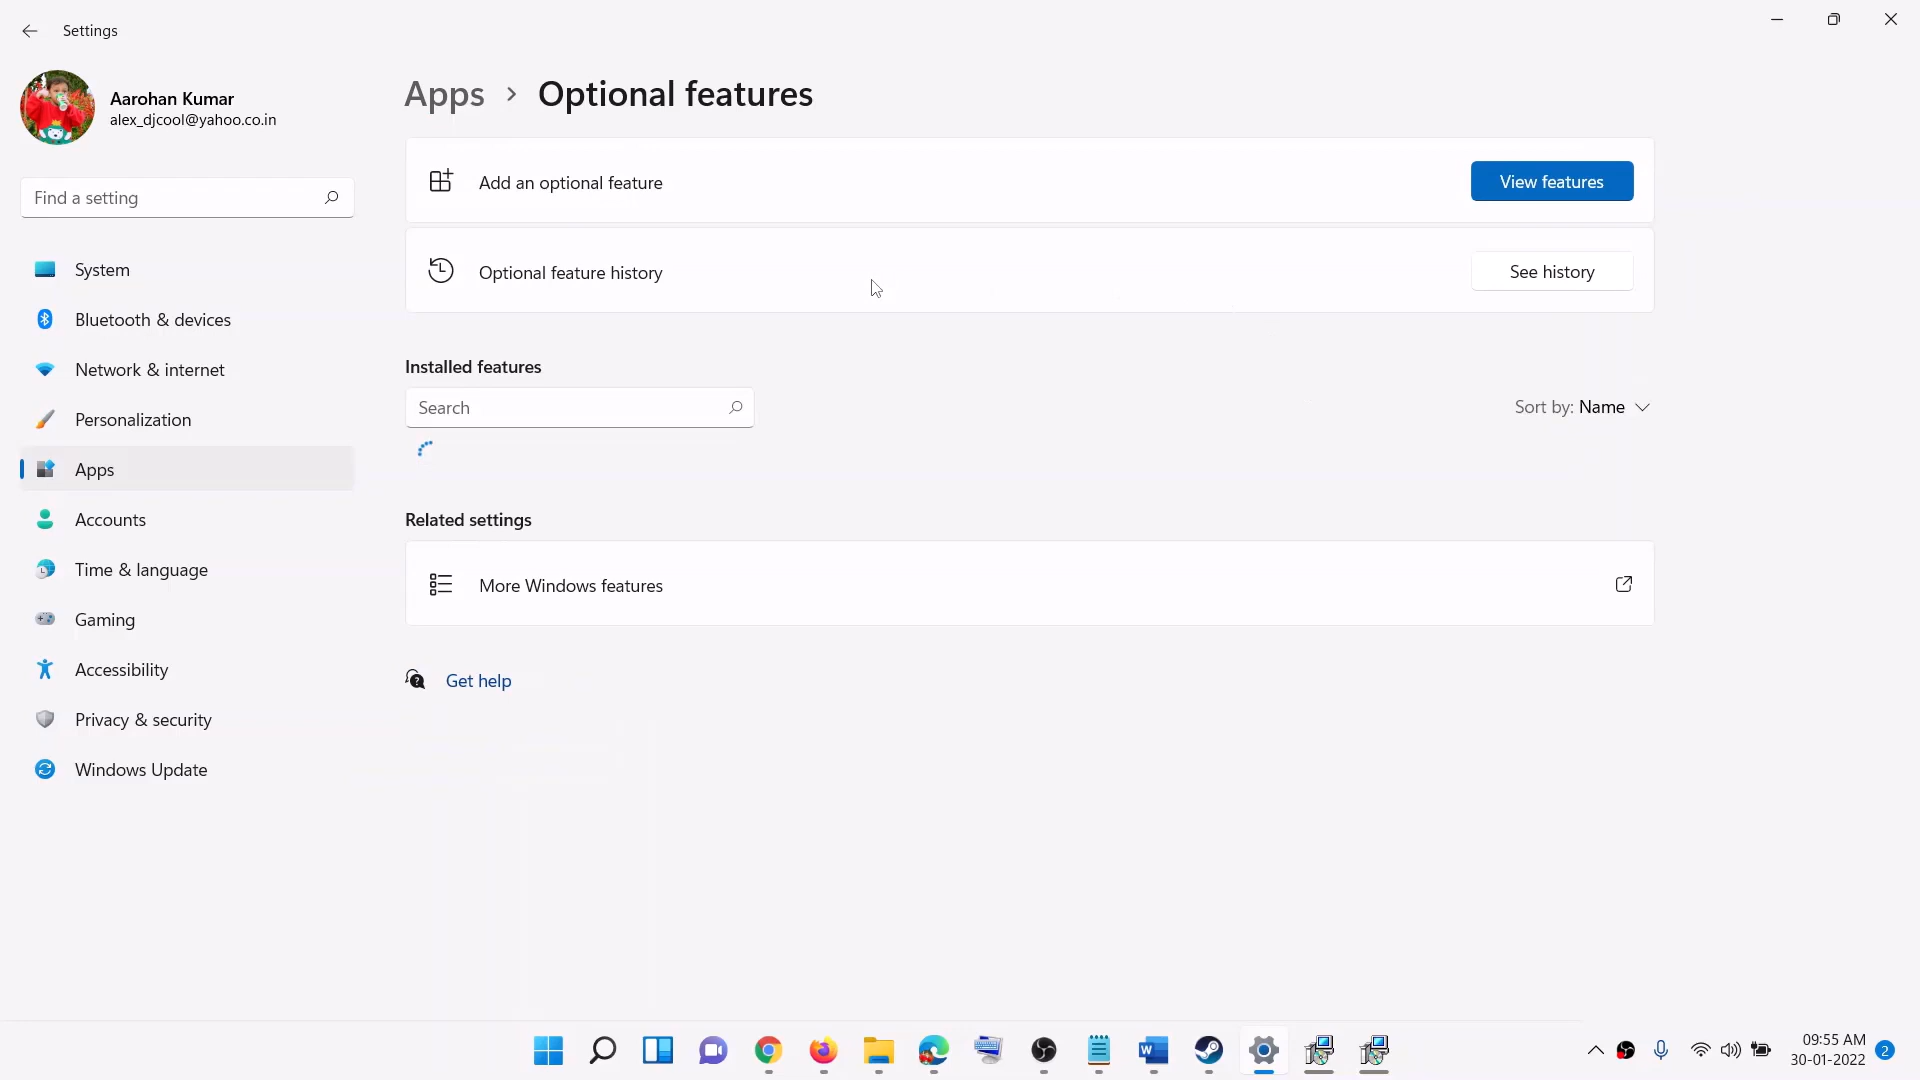 Settings
Aarohan Kumar
alex_djcool@yahoo.co.in
Find a setting
System
Bluetooth & devices
Network & internet
Personalization
Apps
Accounts
Time & language
Gaming
Accessibility
Privacy & security
Windows Update
Apps > Optional features
Add an optional feature
View features
Optional feature history
See history
Installed features
Search
Sort by: Name
Related settings
More Windows features
Get help
09:55 AM
30-01-2022
2